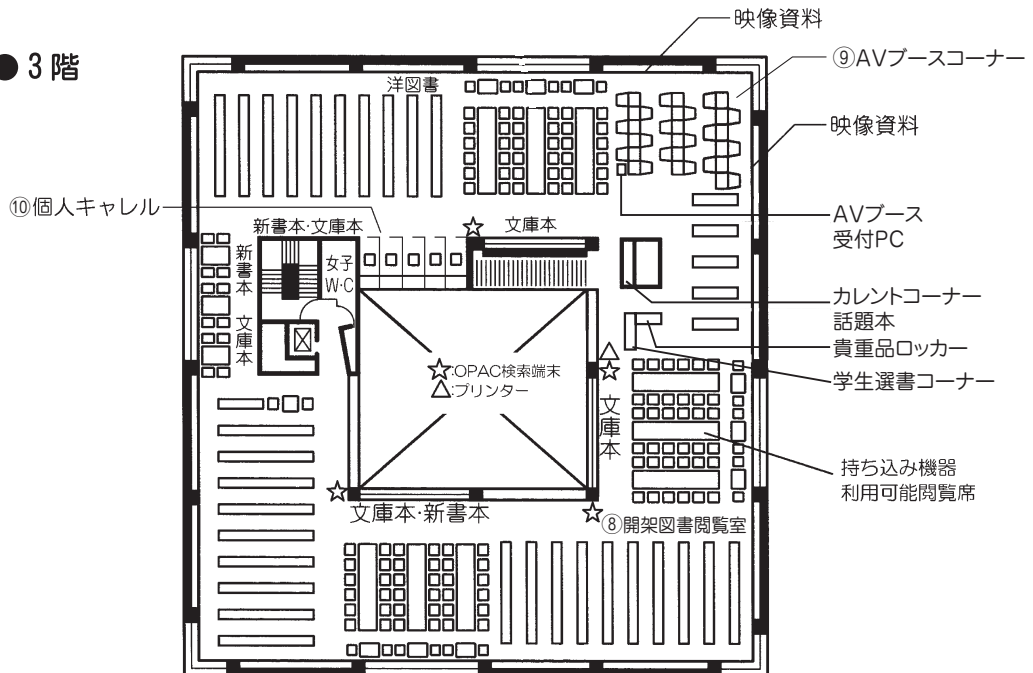 ● 3階
映像資料
⑨AVブースコーナー
洋図書
映像資料
⑩個人キャレル
新書本・文庫本
文庫本
AVブース
受付PC
新書本
文庫本
女子
W・C
カレントコーナー
話題本
貴重品ロッカー
学生選書コーナー
☆:OPAC検索端末
△:プリンター
文庫本
持ち込み機器
利用可能閲覧席
文庫本・新書本
⑧開架図書閲覧室